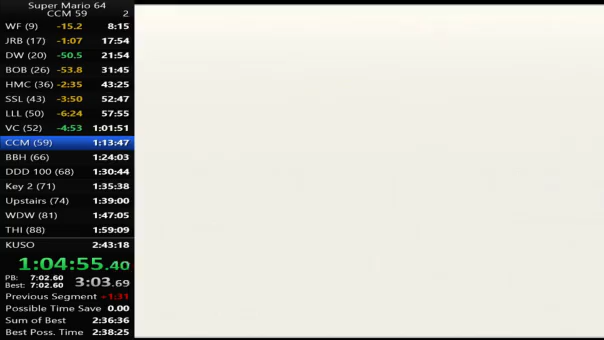 Super Mario 64
CCM 59 2
WF (9) -15.2 8:15
JRB (17) -1:07 17:54
DW (20) -50.5 21:54
BOB (26) -53.8 31:45
HMC (36) -2:35 43:25
SSL (43) -3:50 52:47
LLL (50) -6:24 57:55
VC (52) -4:53 1:01:51
CCM (59) 1:13:47
BBH (66) 1:24:03
DDD 100 (68) 1:30:44
Key 2 (71) 1:35:38
Upstairs (74) 1:39:00
WDW (81) 1:47:05
THI (88) 1:59:09
KUSO 2:43:18
1:04:55.40
PB: 7:02.60
Best: 7:02.60
3:03.69
Previous Segment +1:31
Possible Time Save 0.00
Sum of Best 2:36:36
Best Poss. Time 2:38:25